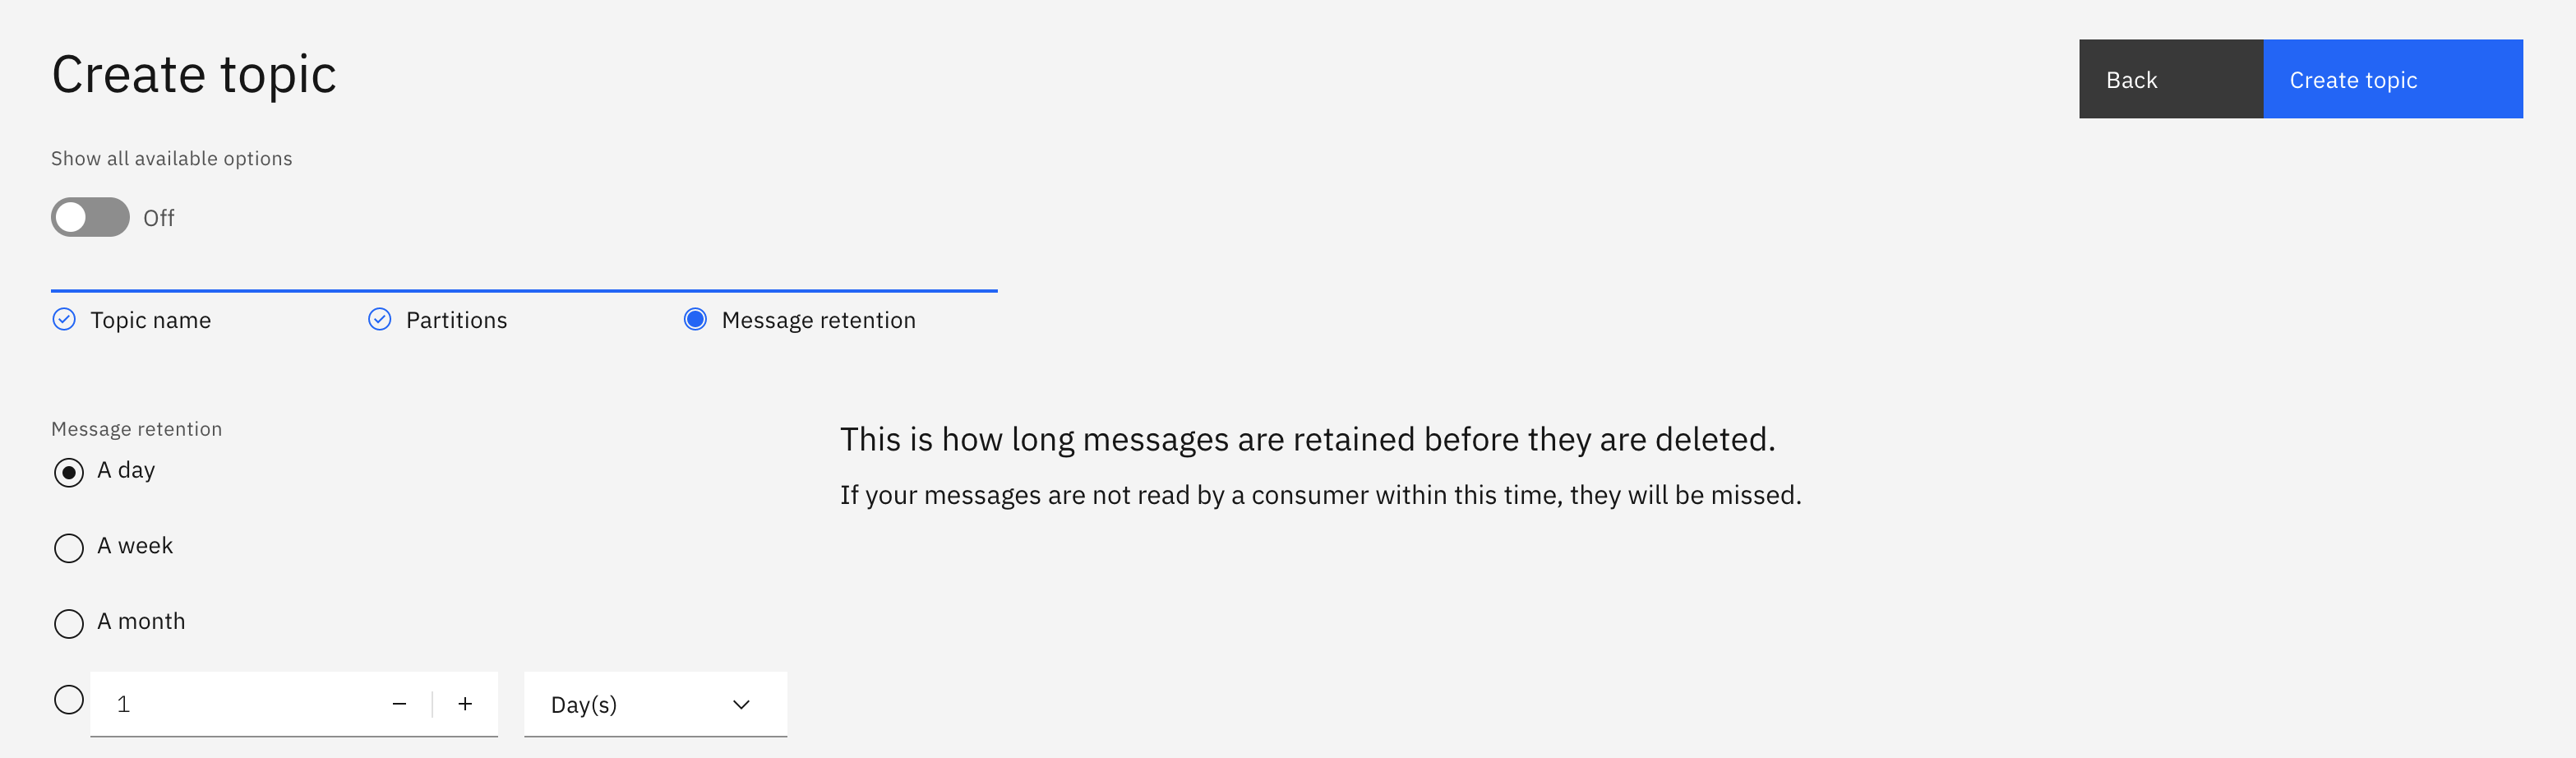 Create topic
Back
Create topic
Show all available options
Off
Topic name
Partitions
Message retention
Message retention
A day
A week
A month
1
Day(s)
This is how long messages are retained before they are deleted.
If your messages are not read by a consumer within this time, they will be missed.